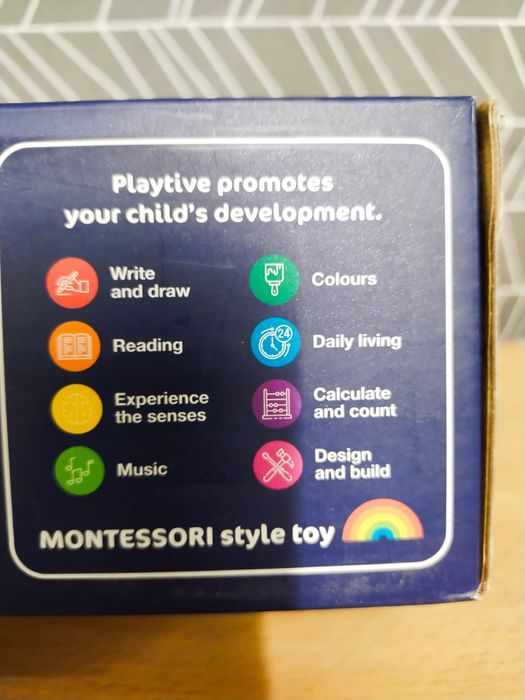 Playtive promotes
your child's development.
Write
and draw
Reading
Experience
the senses
Music
Colours
24
Daily living
Calculate
and count
Design
and build
MONTESSORI style toy